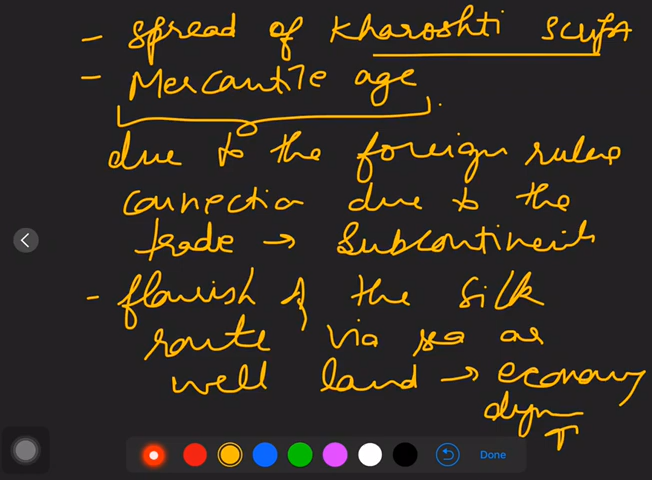 - spread of Kharoshti script
- Mercantile age
due to the foreign rulers
connection due to the
trade → Subcontinent
- flourish of the Silk
route via sea as
well land → economy
Done